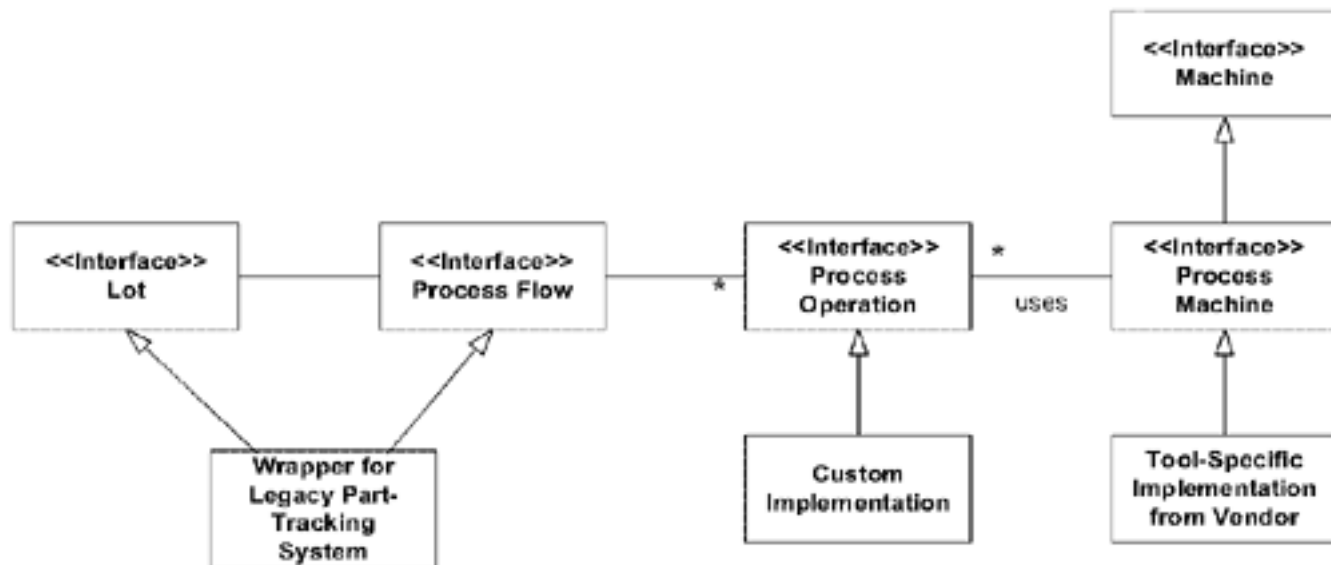 <<Interface>>
Machine
<<Interface>>
Lot
<<Interface>>
Process Flow
*
<<Interface>>
Process
Operation
*
uses
<<Interface>>
Process
Machine
Wrapper for
Legacy Part-
Tracking
System
Custom
Implementation
Tool-Specific
Implementation
from Vendor